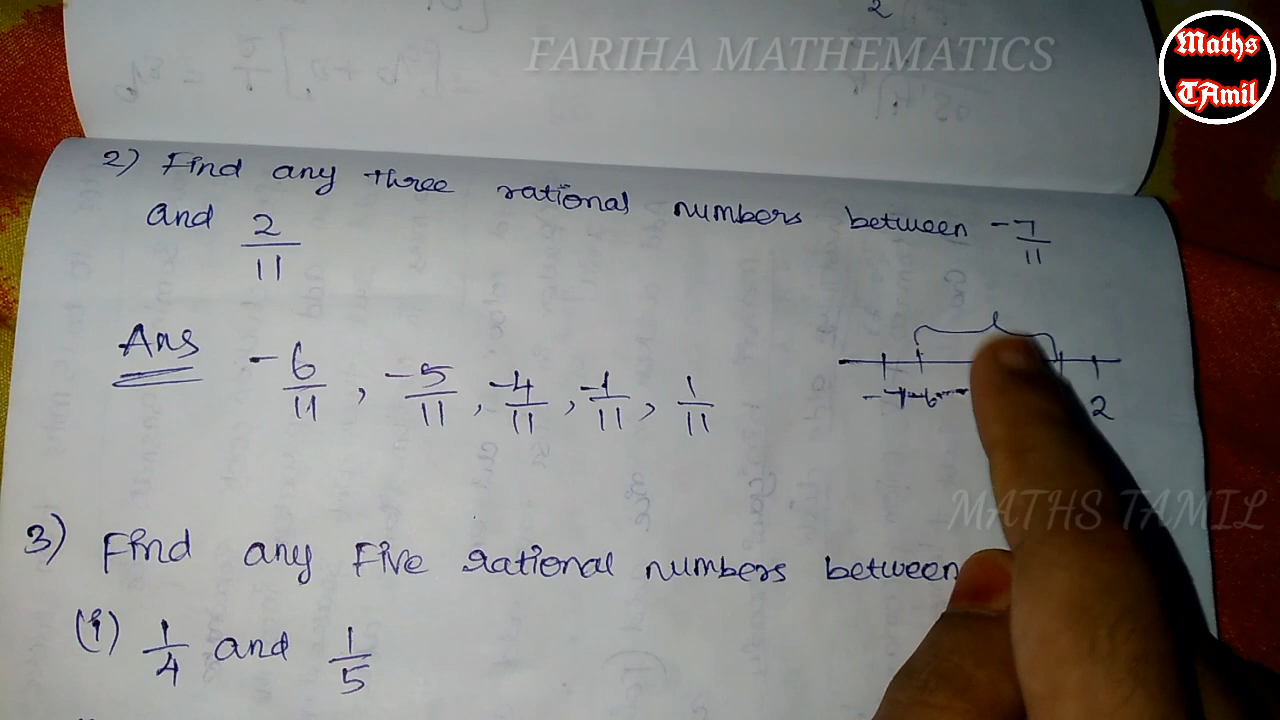 FARIHA MATHEMATICS
Maths
TAmil
2) Find any three rational numbers between -7/11
and 2/11
Ans -6/11, -5/11, -4/11, -1/11, 1/11
2
3) Find any Five rational numbers between
MATHS TAMIL
(i) 1/4 and 1/5